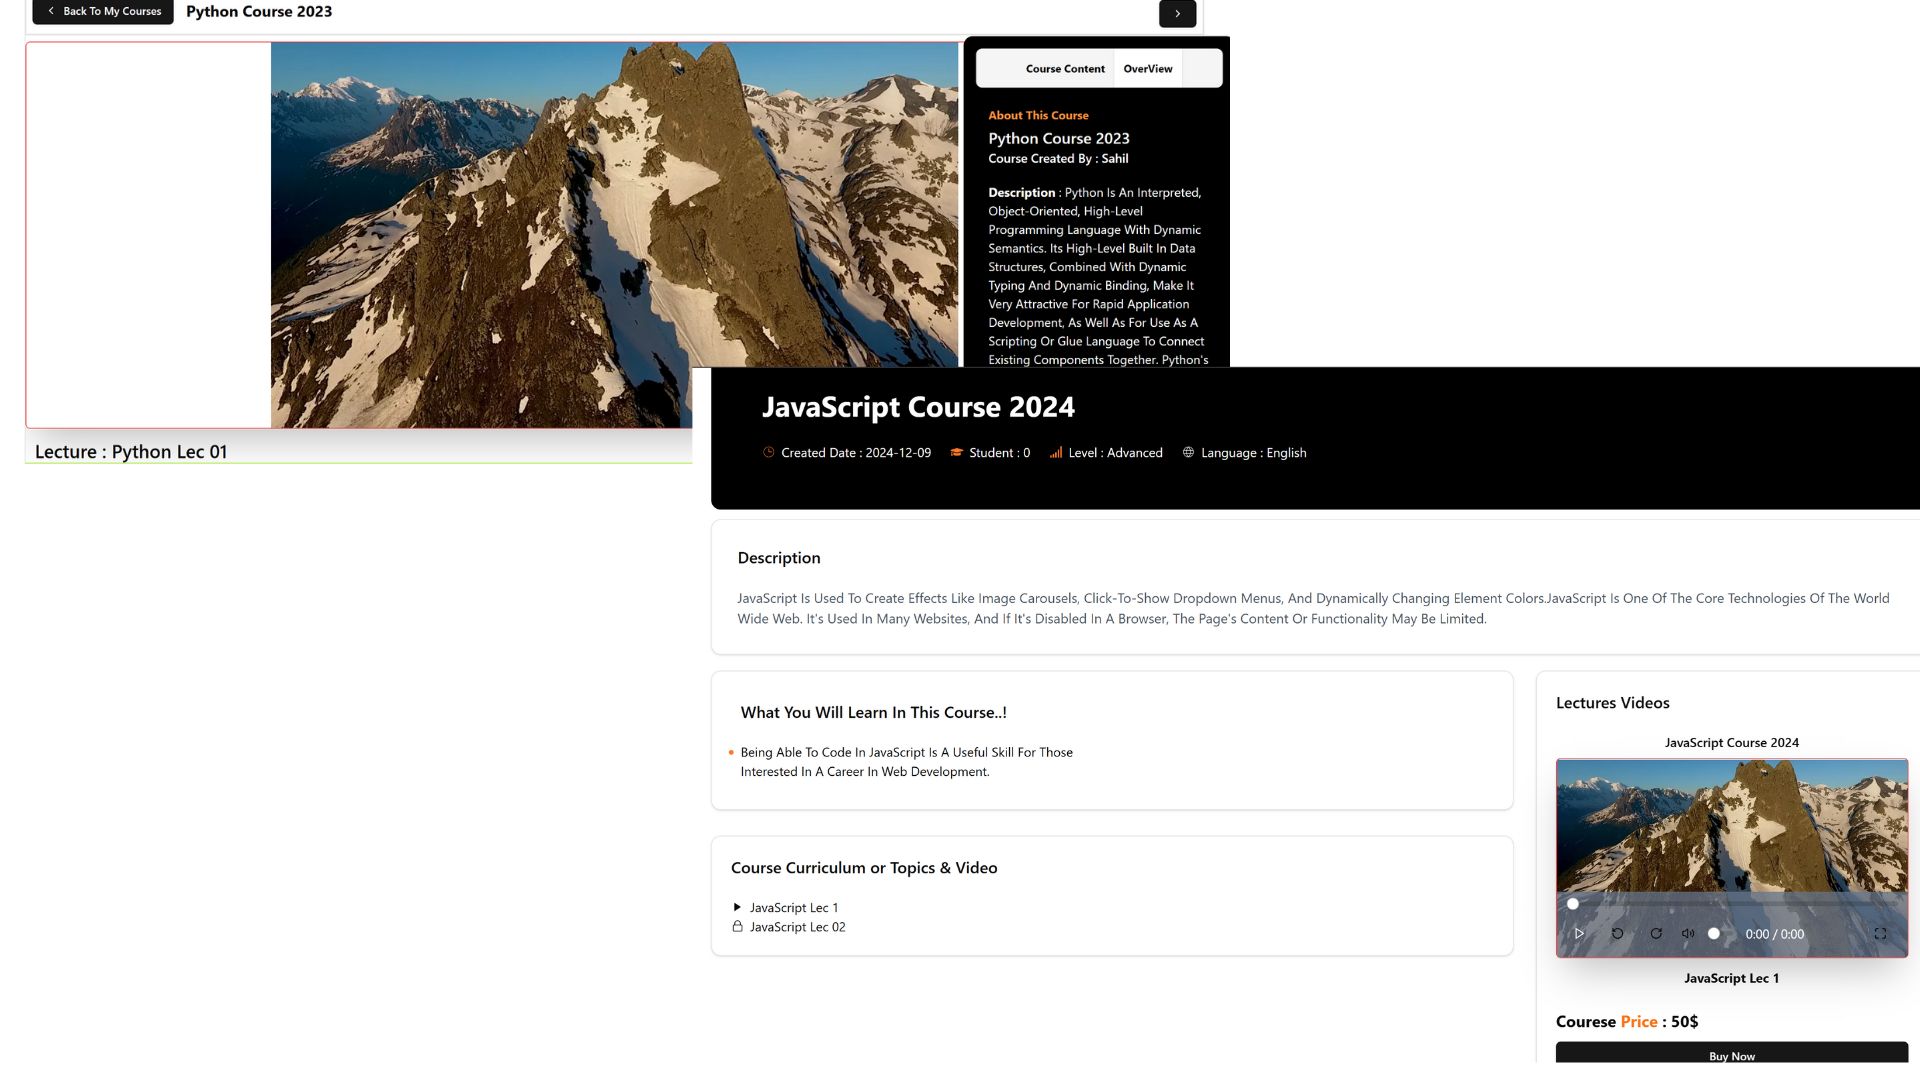 Back To My Courses
Python Course 2023
Course Content
OverView
About This Course
Python Course 2023
Course Created By : Sahil
Description : Python Is An Interpreted,
Object-Oriented, High-Level
Programming Language With Dynamic
Semantics. Its High-Level Built In Data
Structures, Combined With Dynamic
Typing And Dynamic Binding, Make It
Very Attractive For Rapid Application
Development, As Well As For Use As A
Scripting Or Glue Language To Connect
Existing Components Together. Python's
Lecture : Python Lec 01
JavaScript Course 2024
Created Date : 2024-12-09
Student : 0
Level : Advanced
Language : English
Description
JavaScript Is Used To Create Effects Like Image Carousels, Click-To-Show Dropdown Menus, And Dynamically Changing Element Colors.JavaScript Is One Of The Core Technologies Of The World
Wide Web. It's Used In Many Websites, And If It's Disabled In A Browser, The Page's Content Or Functionality May Be Limited.
What You Will Learn In This Course..!
Being Able To Code In JavaScript Is A Useful Skill For Those
Interested In A Career In Web Development.
Course Curriculum or Topics & Video
JavaScript Lec 1
JavaScript Lec 02
Lectures Videos
JavaScript Course 2024
0:00 / 0:00
JavaScript Lec 1
Courese Price : 50$
Buy Now